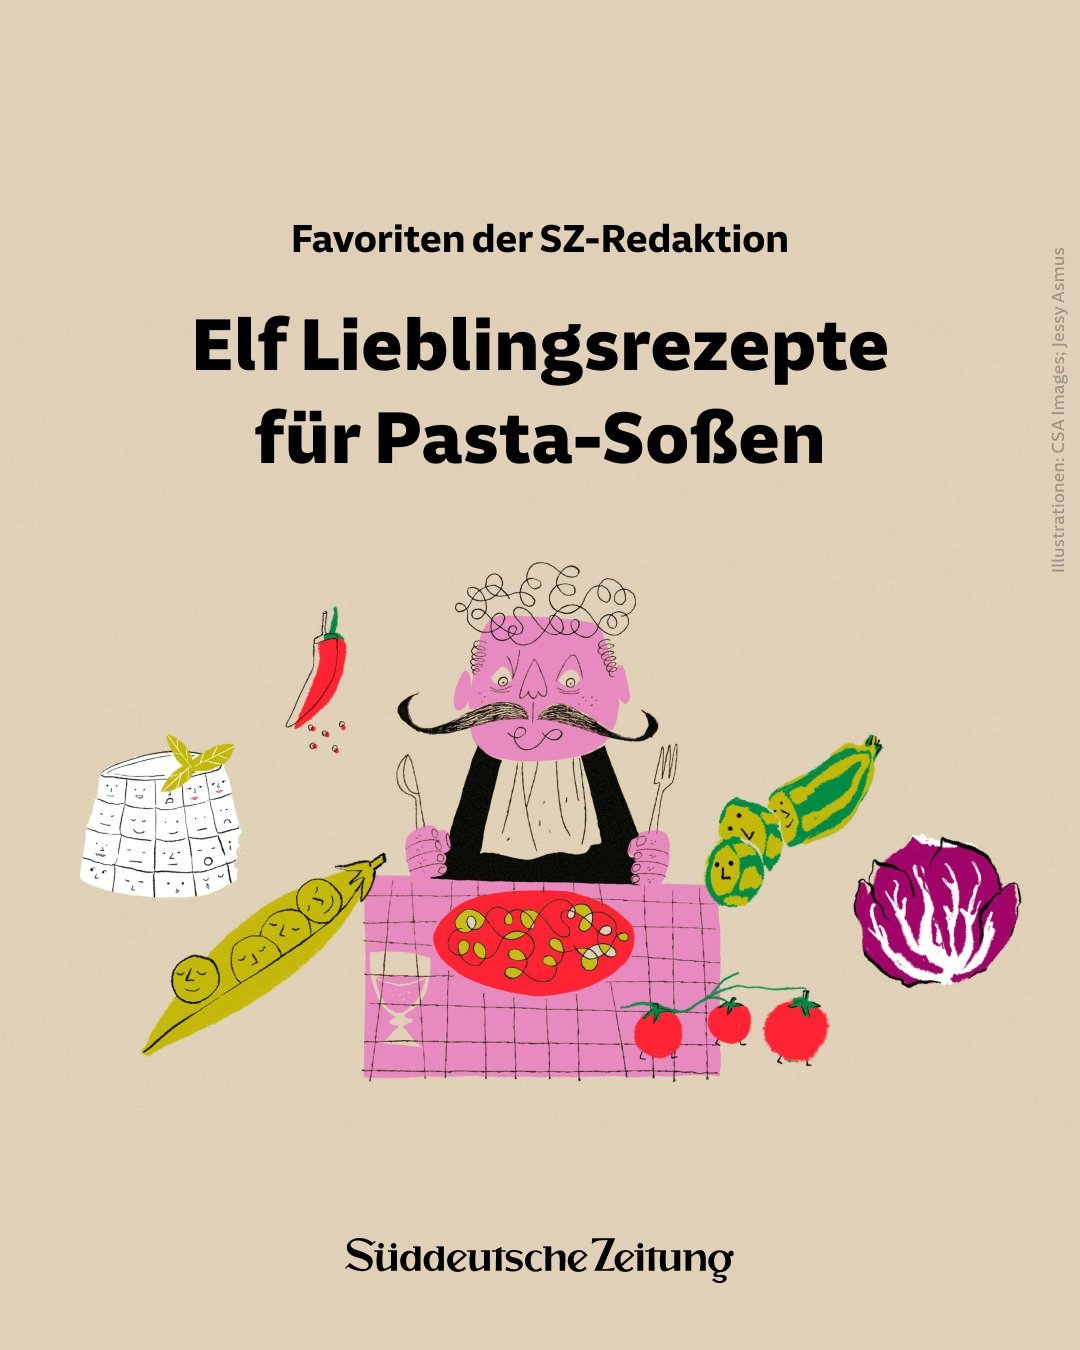 Favoriten der SZ-Redaktion
Elf Lieblingsrezepte
für Pasta-Soßen
Illustrationen: CSA Images; Jessy Asmus
Süddeutsche Zeitung